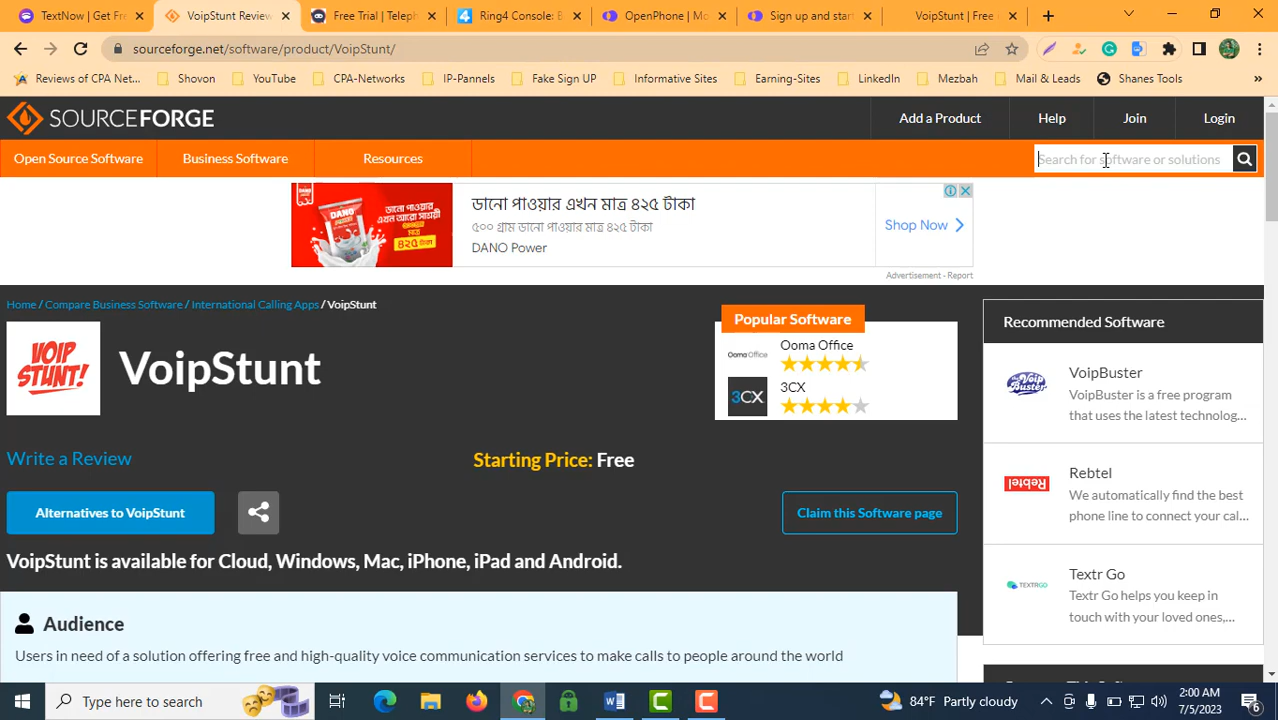 TextNow | Get Fre
VoipStunt Review
Free Trial | Teleph
Ring4 Console: B
OpenPhone | Mo
Sign up and start
VoipStunt | Free
sourceforge.net/software/product/VoipStunt/
Reviews of CPA Net...
Shovon
YouTube
CPA-Networks
IP-Pannels
Fake Sign UP
Informative Sites
Earning-Sites
LinkedIn
Mezbah
Mail & Leads
Shanes Tools
»
SOURCEFORGE
Add a Product
Help
Join
Login
Open Source Software
Business Software
Resources
Search for software or solutions
ডানো পাওয়ার এখন মাত্র ৪২৫ টাকা
৫০০ গ্রাম ডানো পাওয়ার মাত্র ৪২৫ টাকা
DANO Power
Shop Now
Advertisement - Report
Home / Compare Business Software / International Calling Apps / VoipStunt
VOIP
STUNT!
VoipStunt
Popular Software
Ooma Office
Ooma Office
3CX
3CX
Write a Review
Starting Price: Free
Alternatives to VoipStunt
Claim this Software page
VoipStunt is available for Cloud, Windows, Mac, iPhone, iPad and Android.
Audience
Users in need of a solution offering free and high-quality voice communication services to make calls to people around the world
Recommended Software
VoipBuster
VoipBuster is a free program
that uses the latest technolog...
Rebtel
We automatically find the best
phone line to connect your cal...
Textr Go
Textr Go helps you keep in
touch with your loved ones,...
Type here to search
84°F Partly cloudy
2:00 AM
7/5/2023
6